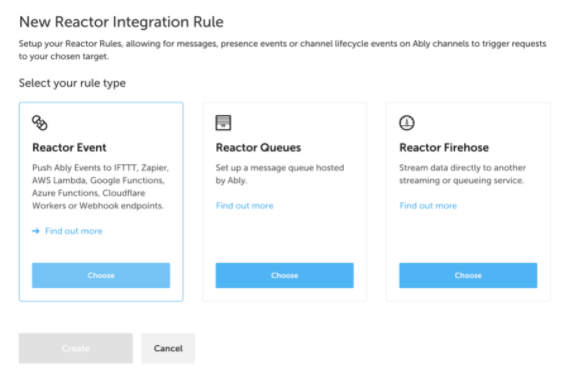 New Reactor Integration Rule
Setup your Reactor Rules, allowing for messages, presence events or channel lifecycle events on Ably channels to trigger requests
to your chosen target.
Select your rule type
Reactor Event
Push Ably Events to IFTTT, Zapier,
AWS Lambda, Google Functions,
Azure Functions, Cloudflare
Workers or Webhook endpoints.
→ Find out more
Choose
Reactor Queues
Set up a message queue hosted
by Ably.
Find out more
Choose
Reactor Firehose
Stream data directly to another
streaming or queueing service.
Find out more
Choose
Create
Cancel